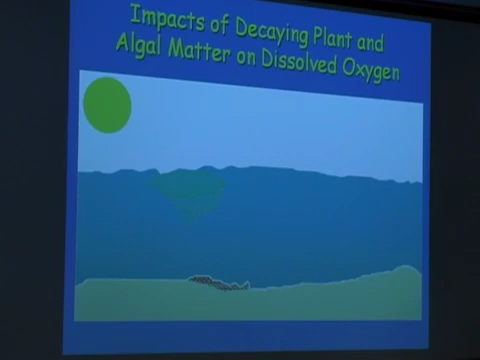 Impacts of Decaying Plant and
Algal Matter on Dissolved Oxygen